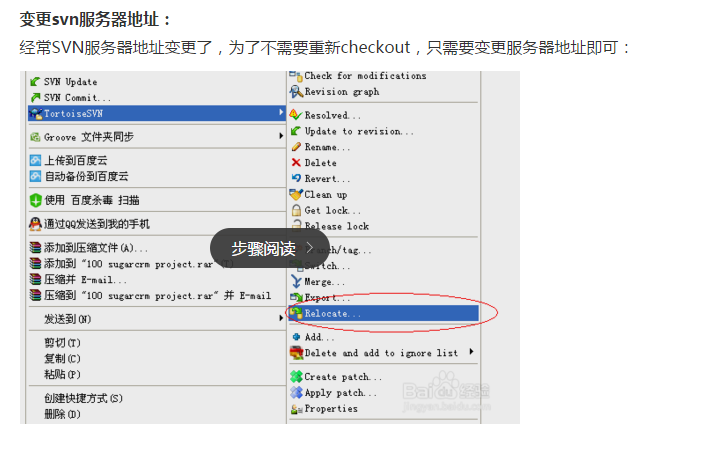 变更svn服务器地址：
经常SVN服务器地址变更了，为了不需要重新checkout，只需要变更服务器地址即可：
SVN Update
SVN Commit...
TortoiseSVN
Groove 文件夹同步
上传到百度云
自动备份到百度云
使用 百度杀毒 扫描
通过QQ发送到我的手机
添加到压缩文件(A)...
添加到 "100 sugarcrm project.rar"(T)
压缩并 E-mail...
压缩到 "100 sugarcrm project.rar" 并 E-mail
发送到(N)
剪切(T)
复制(C)
粘贴(P)
创建快捷方式(S)
删除(D)
Check for modifications
Revision graph
Resolved...
Update to revision...
Rename...
Delete
Revert...
Clean up
Get lock...
Release lock
步骤阅读
/tag...
Switch...
Merge...
Export...
Relocate...
Add...
Delete and add to ignore list
Create patch...
Apply patch...
Properties
Baidu 经验
jingyan.baidu.com